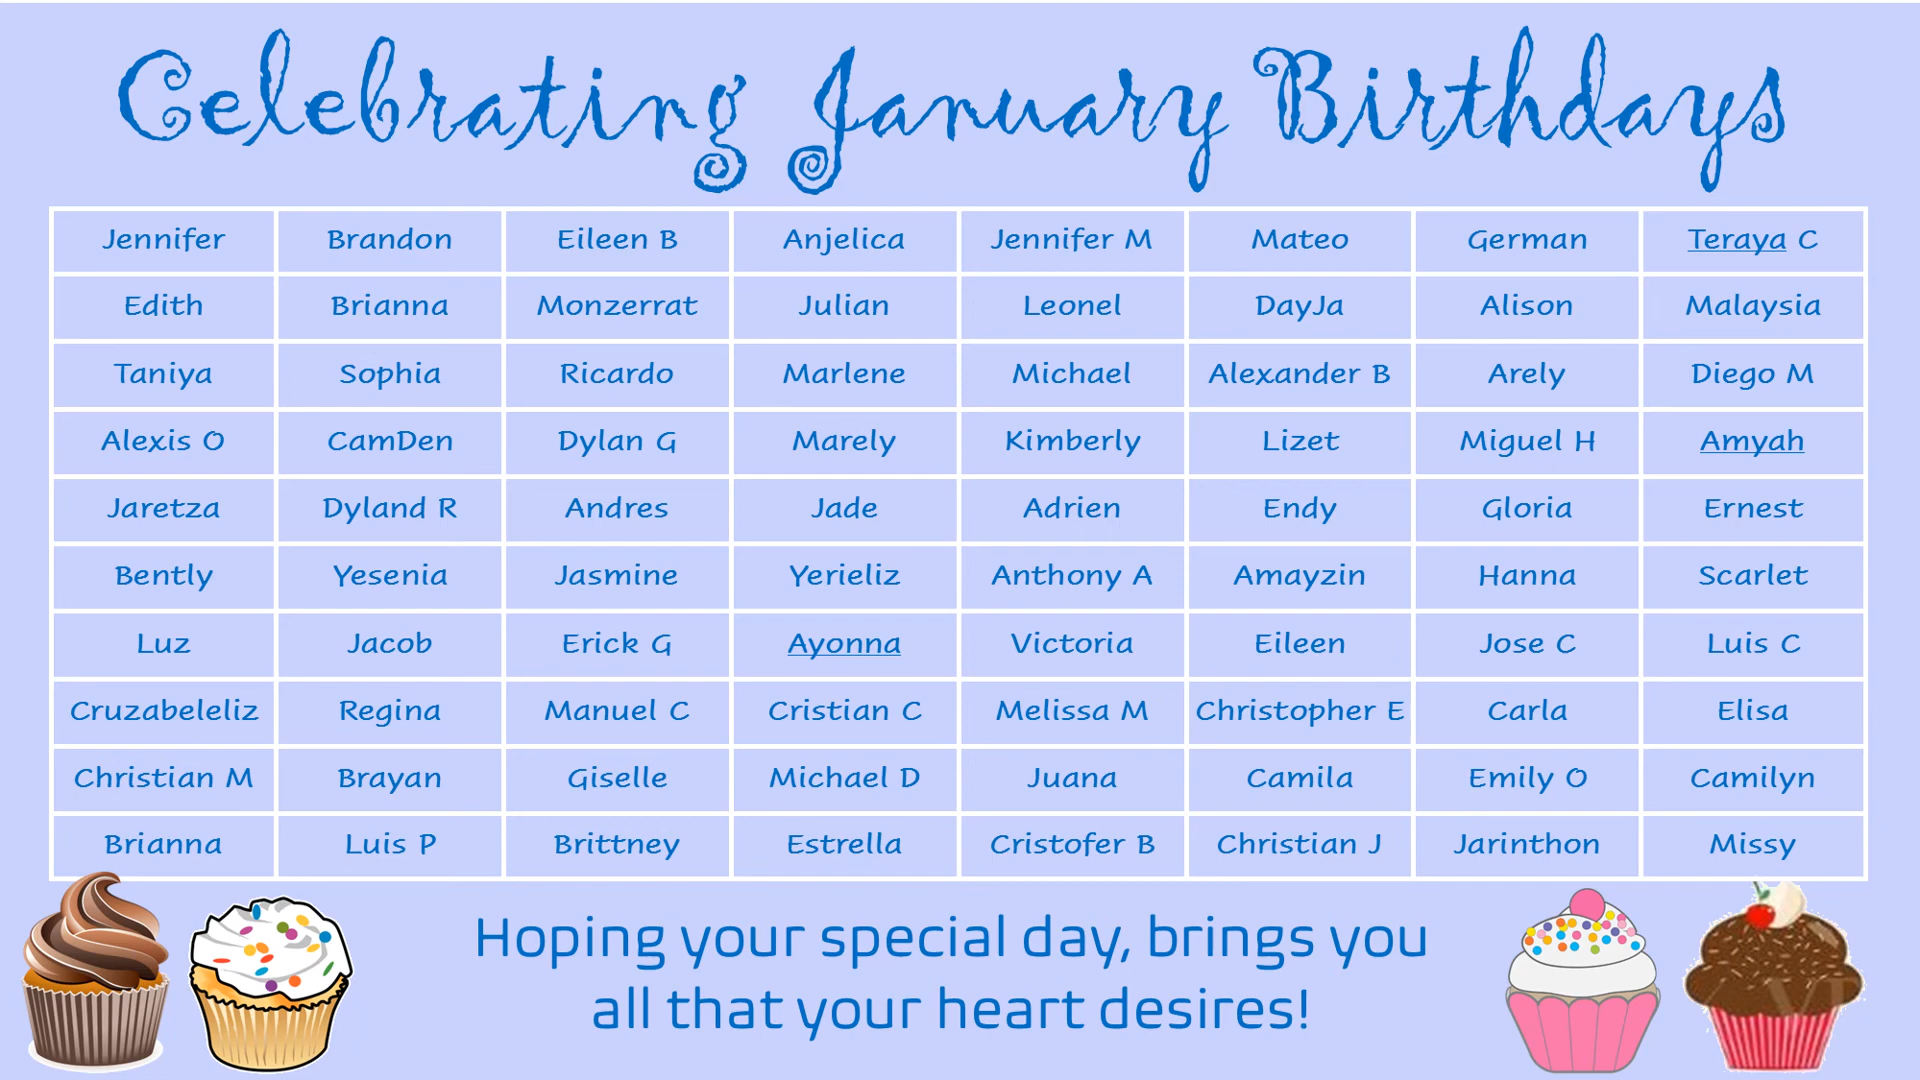 Celebrating January Birthdays
Jennifer Brandon Eileen B Anjelica Jennifer M Mateo German Teraya C
Edith Brianna Monzerrat Julian Leonel DayJa Alison Malaysia
Taniya Sophia Ricardo Marlene Michael Alexander B Arely Diego M
Alexis O CamDen Dylan G Marely Kimberly Lizet Miguel H Amyah
Jaretza Dyland R Andres Jade Adrien Endy Gloria Ernest
Bently Yesenia Jasmine Yerieliz Anthony A Amayzin Hanna Scarlet
Luz Jacob Erick G Ayonna Victoria Eileen Jose C Luis C
Cruzabeleliz Regina Manuel C Cristian C Melissa M Christopher E Carla Elisa
Christian M Brayan Giselle Michael D Juana Camila Emily O Camilyn
Brianna Luis P Brittney Estrella Cristofer B Christian J Jarinthon Missy
Hoping your special day, brings you
all that your heart desires!